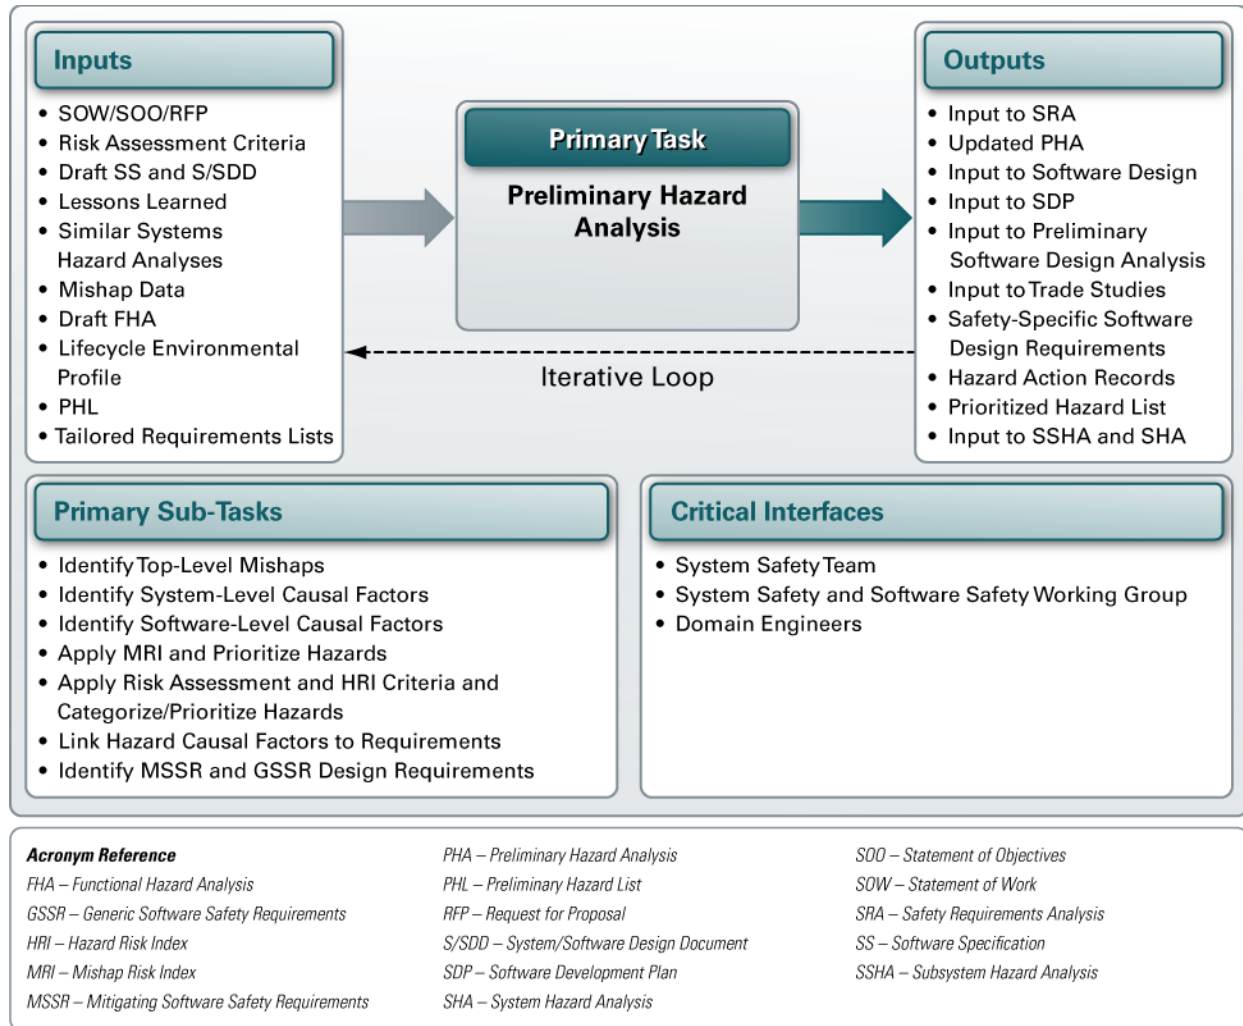 Inputs
• SOW/SOO/RFP
• Risk Assessment Criteria
• Draft SS and S/SDD
• Lessons Learned
• Similar Systems
Hazard Analyses
• Mishap Data
• Draft FHA
• Lifecycle Environmental
Profile
• PHL
• Tailored Requirements Lists
Primary Task
Preliminary Hazard
Analysis
Iterative Loop
Outputs
• Input to SRA
• Updated PHA
• Input to Software Design
• Input to SDP
• Input to Preliminary
Software Design Analysis
• Input to Trade Studies
• Safety-Specific Software
Design Requirements
• Hazard Action Records
• Prioritized Hazard List
• Input to SSHA and SHA
Primary Sub-Tasks
• Identify Top-Level Mishaps
• Identify System-Level Causal Factors
• Identify Software-Level Causal Factors
• Apply MRI and Prioritize Hazards
• Apply Risk Assessment and HRI Criteria and
Categorize/Prioritize Hazards
• Link Hazard Causal Factors to Requirements
• Identify MSSR and GSSR Design Requirements
Critical Interfaces
• System Safety Team
• System Safety and Software Safety Working Group
• Domain Engineers
Acronym Reference
FHA – Functional Hazard Analysis
GSSR – Generic Software Safety Requirements
HRI – Hazard Risk Index
MRI – Mishap Risk Index
MSSR – Mitigating Software Safety Requirements
PHA – Preliminary Hazard Analysis
PHL – Preliminary Hazard List
RFP – Request for Proposal
S/SDD – System/Software Design Document
SDP – Software Development Plan
SHA – System Hazard Analysis
SOO – Statement of Objectives
SOW – Statement of Work
SRA – Safety Requirements Analysis
SS – Software Specification
SSHA – Subsystem Hazard Analysis